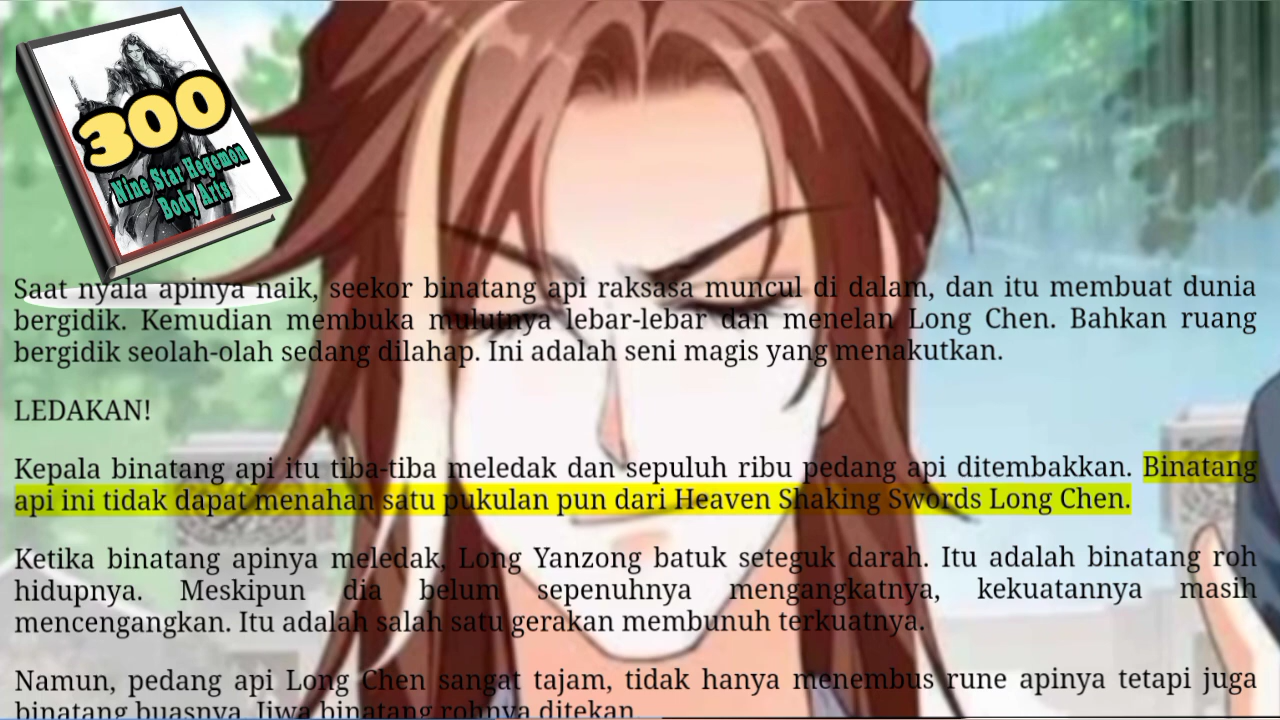 300
Nine Star Hegemon
Body Arts
Saat nyala apinya naik, seekor binatang api raksasa muncul di dalam, dan itu membuat dunia
bergidik. Kemudian membuka mulutnya lebar-lebar dan menelan Long Chen. Bahkan ruang
bergidik seolah-olah sedang dilahap. Ini adalah seni magis yang menakutkan.
LEDAKAN!
Kepala binatang api itu tiba-tiba meledak dan sepuluh ribu pedang api ditembakkan. Binatang
api ini tidak dapat menahan satu pukulan pun dari Heaven Shaking Swords Long Chen.
Ketika binatang apinya meledak, Long Yanzong batuk seteguk darah. Itu adalah binatang roh
hidupnya. Meskipun dia belum sepenuhnya mengangkatnya, kekuatannya masih
mencengangkan. Itu adalah salah satu gerakan membunuh terkuatnya.
Namun, pedang api Long Chen sangat tajam, tidak hanya menembus rune apinya tetapi juga
binatang buasnya. Jiwa binatang rohnya ditekan.